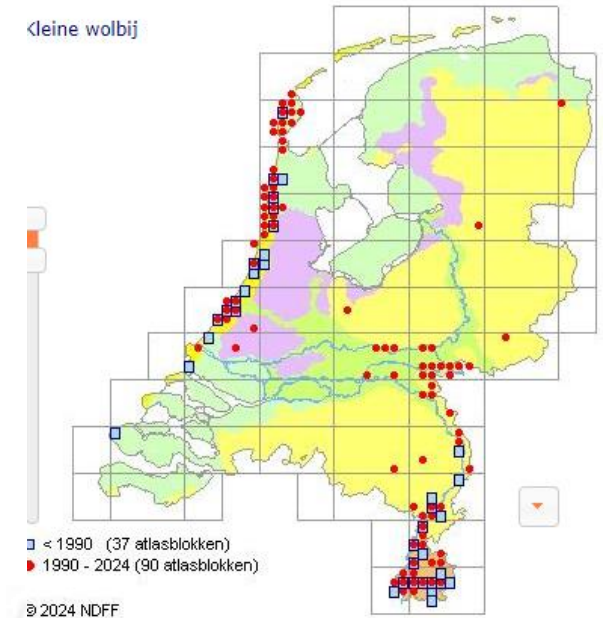 Kleine wolbij
< 1990 (37 atlasblokken)
1990 - 2024 (90 atlasblokken)
© 2024 NDFF